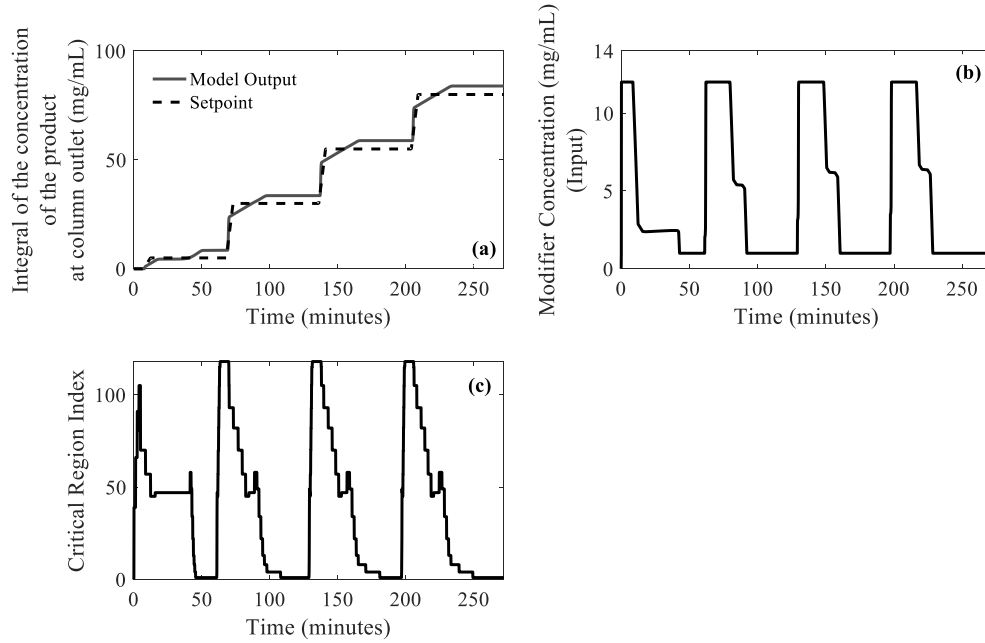 Integral of the concentration
of the product
at column outlet (mg/mL)
100
50
0
Model Output
Setpoint
(a)
0 50 100 150 200 250
Time (minutes)
Modifier Concentration (mg/mL)
(Input)
14
10
5
0
(b)
0 50 100 150 200 250
Time (minutes)
Critical Region Index
100
50
0
(c)
0 50 100 150 200 250
Time (minutes)